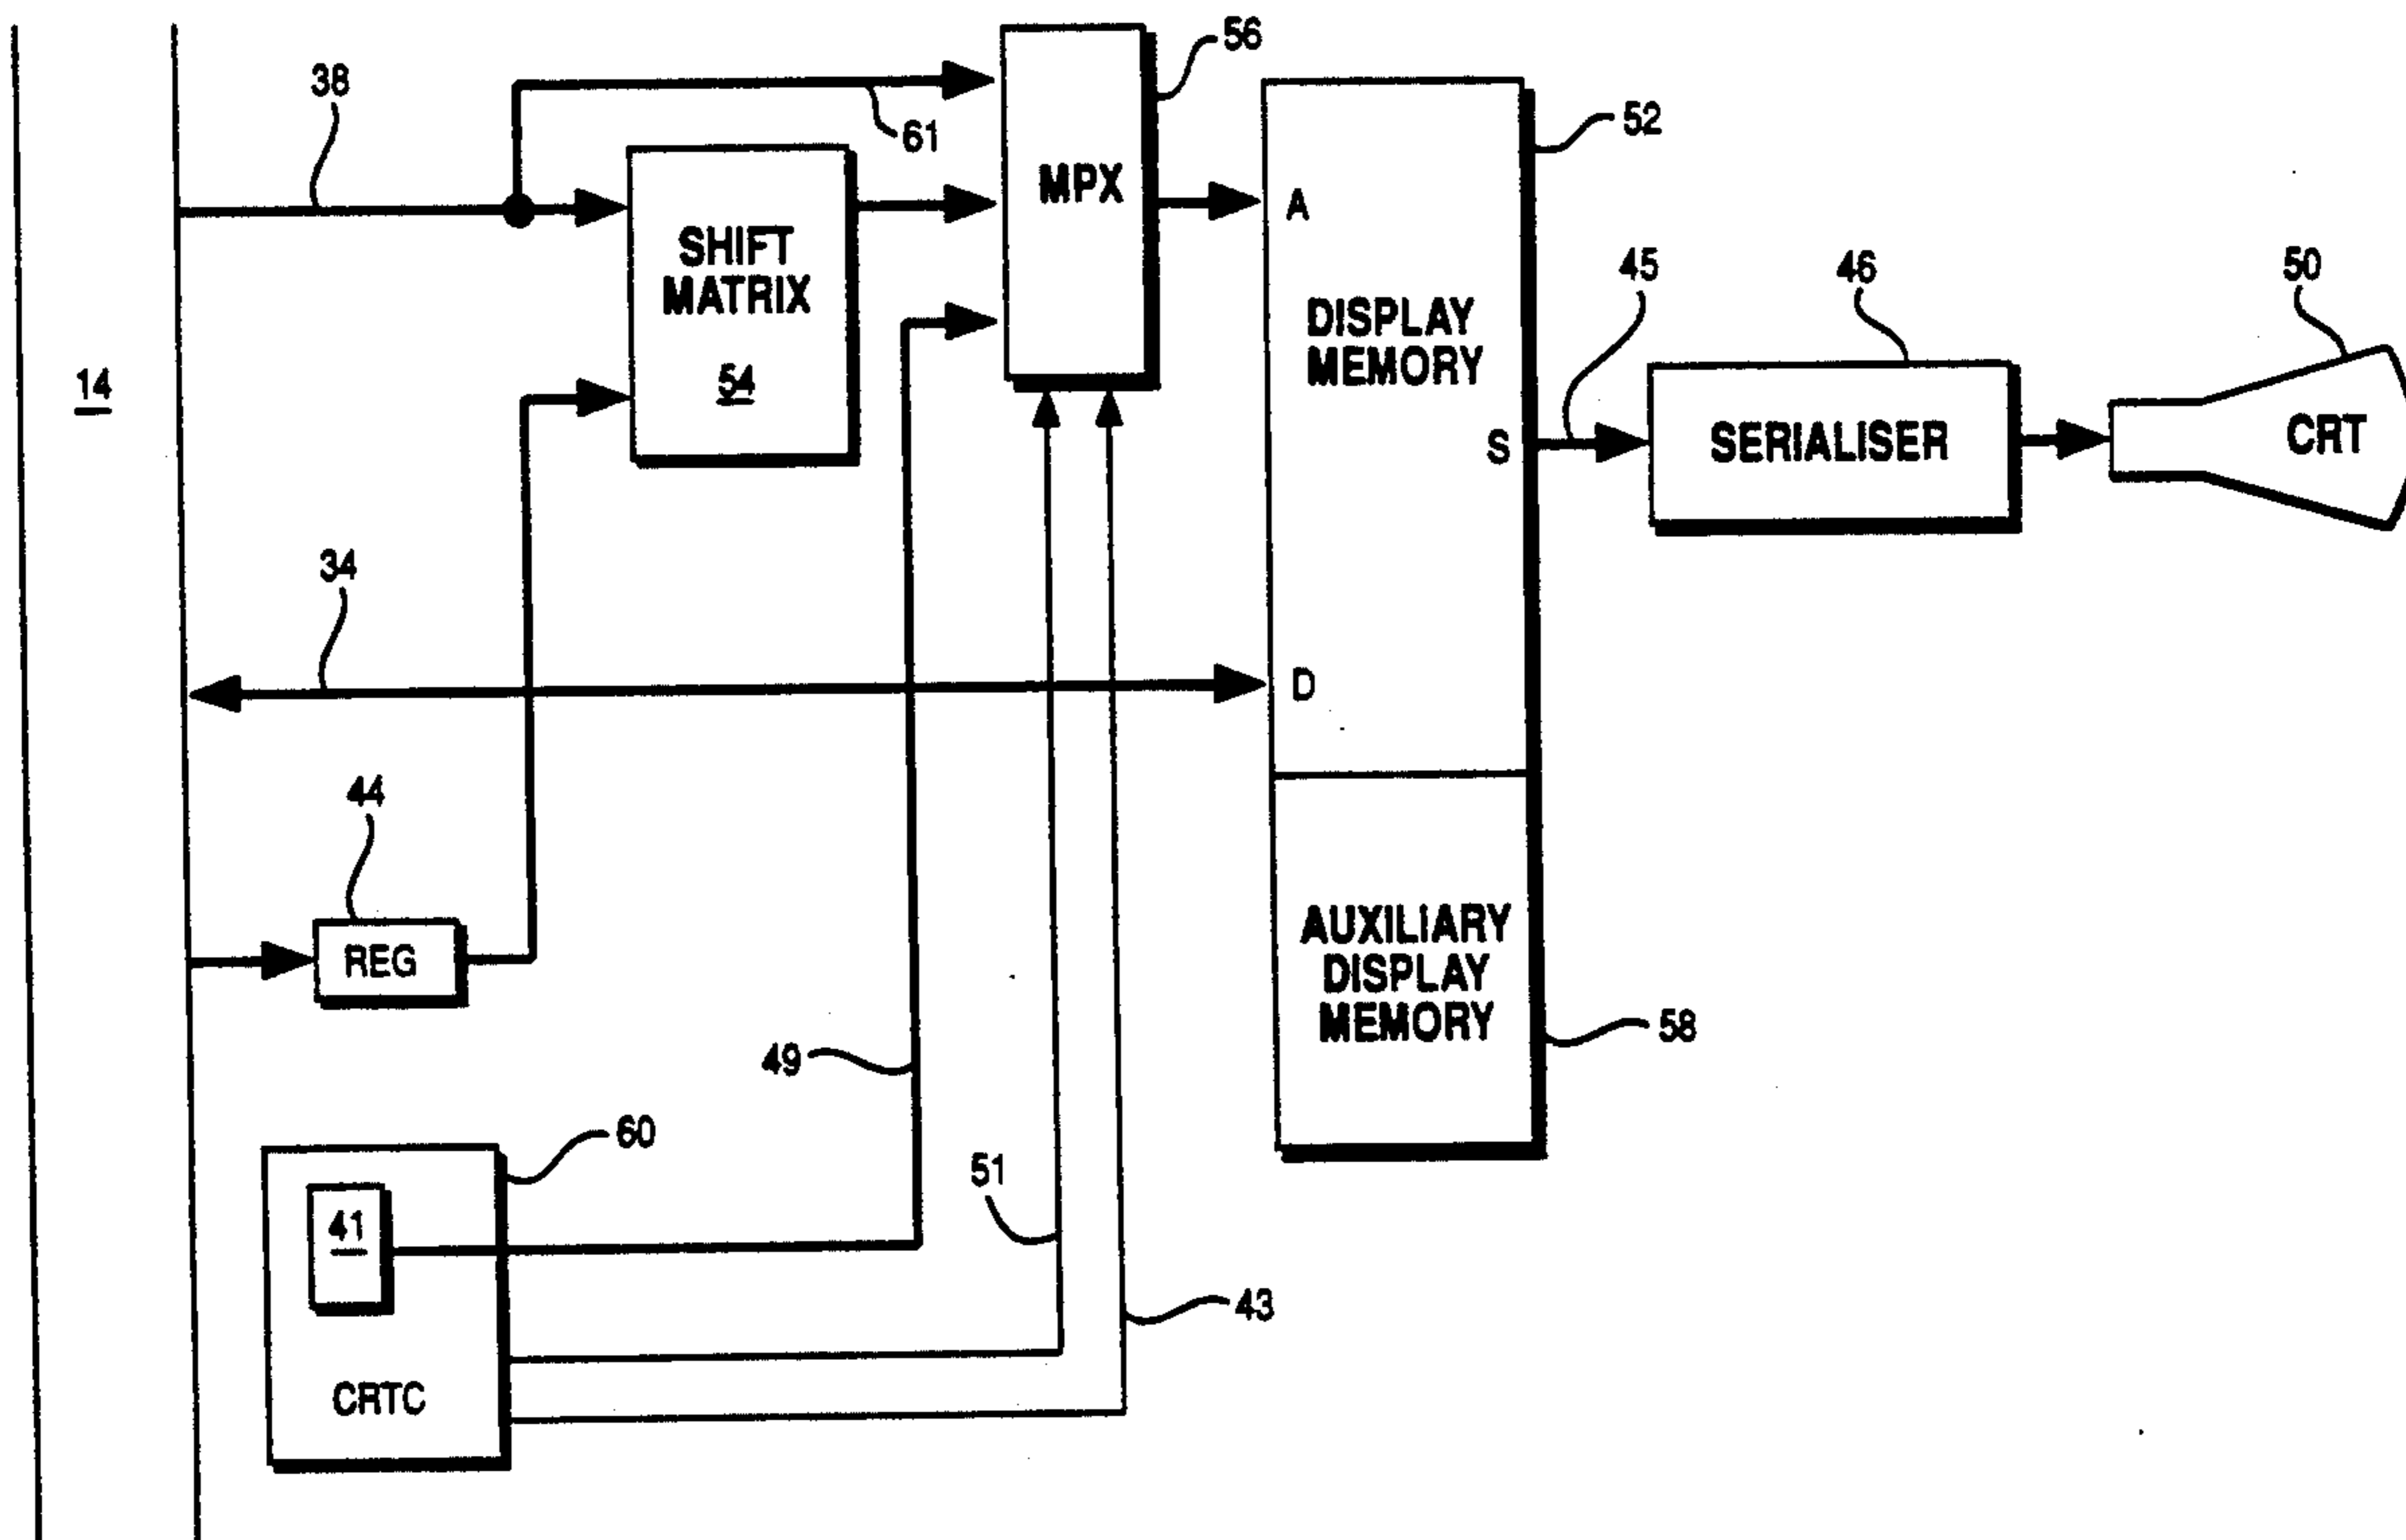 56
38
61
52
MPX
A
SHIFT
MATRIX
54
45
46
50
DISPLAY
MEMORY
14
S
SERIALISER
CRT
34
D
44
REG
AUXILIARY
DISPLAY
MEMORY
58
49
60
51
41
43
CRTC